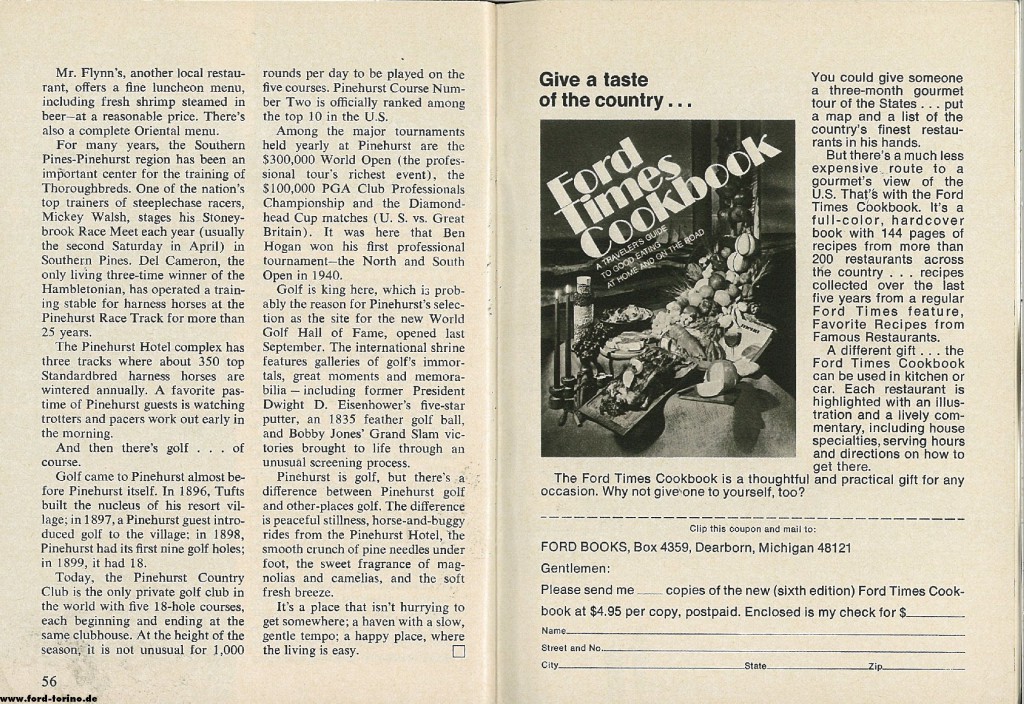 Mr. Flynn's, another local restau-
rant, offers a fine luncheon menu,
including fresh shrimp steamed in
beer—at a reasonable price. There's
also a complete Oriental menu.
For many years, the Southern
Pines-Pinehurst region has been an
important center for the training of
Thoroughbreds. One of the nation's
top trainers of steeplechase racers,
Mickey Walsh, stages his Stoney-
brook Race Meet each year (usually
the second Saturday in April) in
Southern Pines. Del Cameron, the
only living three-time winner of the
Hambletonian, has operated a train-
ing stable for harness horses at the
Pinehurst Race Track for more than
25 years.
The Pinehurst Hotel complex has
three tracks where about 350 top
Standardbred harness horses are
wintered annually. A favorite pas-
time of Pinehurst guests is watching
trotters and pacers work out early in
the morning.
And then there's golf . . . of
course.
Golf came to Pinehurst almost be-
fore Pinehurst itself. In 1896, Tufts
built the nucleus of his resort vil-
lage; in 1897, a Pinehurst guest intro-
duced golf to the village; in 1898,
Pinehurst had its first nine golf holes;
in 1899, it had 18.
Today, the Pinehurst Country
Club is the only private golf club in
the world with five 18-hole courses,
each beginning and ending at the
same clubhouse. At the height of the
season, it is not unusual for 1,000
56
rounds per day to be played on the
five courses. Pinehurst Course Num-
ber Two is officially ranked among
the top 10 in the U.S.
Among the major tournaments
held yearly at Pinehurst are the
$300,000 World Open (the profes-
sional tour's richest event), the
$100,000 PGA Club Professionals
Championship and the Diamond-
head Cup matches (U. S. vs. Great
Britain). It was here that Ben
Hogan won his first professional
tournament—the North and South
Open in 1940.
Golf is king here, which is prob-
ably the reason for Pinehurst's selec-
tion as the site for the new World
Golf Hall of Fame, opened last
September. The international shrine
features galleries of golf's immor-
tals, great moments and memora-
bilia — including former President
Dwight D. Eisenhower's five-star
putter, an 1835 feather golf ball,
and Bobby Jones' Grand Slam vic-
tories brought to life through an
unusual screening process.
Pinehurst is golf, but there's a
difference between Pinehurst golf
and other-places golf. The difference
is peaceful stillness, horse-and-buggy
rides from the Pinehurst Hotel, the
smooth crunch of pine needles under
foot, the sweet fragrance of mag-
nolias and camelias, and the soft
fresh breeze.
It's a place that isn't hurrying to
get somewhere; a haven with a slow,
gentle tempo; a happy place, where
the living is easy.
Give a taste
of the country . . .
Ford
Times
Cookbook
A TRAVELER'S GUIDE
TO GOOD EATING
AT HOME AND ON THE ROAD
You could give someone
a three-month gourmet
tour of the States . . . put
a map and a list of the
country's finest restau-
rants in his hands.
But there's a much less
expensive route to a
gourmet's view of the
U.S. That's with the Ford
Times Cookbook. It's a
full-color, hardcover
book with 144 pages of
recipes from more than
200 restaurants across
the country . . . recipes
collected over the last
five years from a regular
Ford Times feature,
Favorite Recipes from
Famous Restaurants.
A different gift . . . the
Ford Times Cookbook
can be used in kitchen or
car. Each restaurant is
highlighted with an illus-
tration and a lively com-
mentary, including house
specialties, serving hours
and directions on how to
get there.
The Ford Times Cookbook is a thoughtful and practical gift for any
occasion. Why not give one to yourself, too?
Clip this coupon and mail to:
FORD BOOKS, Box 4359, Dearborn, Michigan 48121
Gentlemen:
Please send me ____ copies of the new (sixth edition) Ford Times Cook-
book at $4.95 per copy, postpaid. Enclosed is my check for $________
Name
Street and No.
City State Zip
www.ford-torino.de